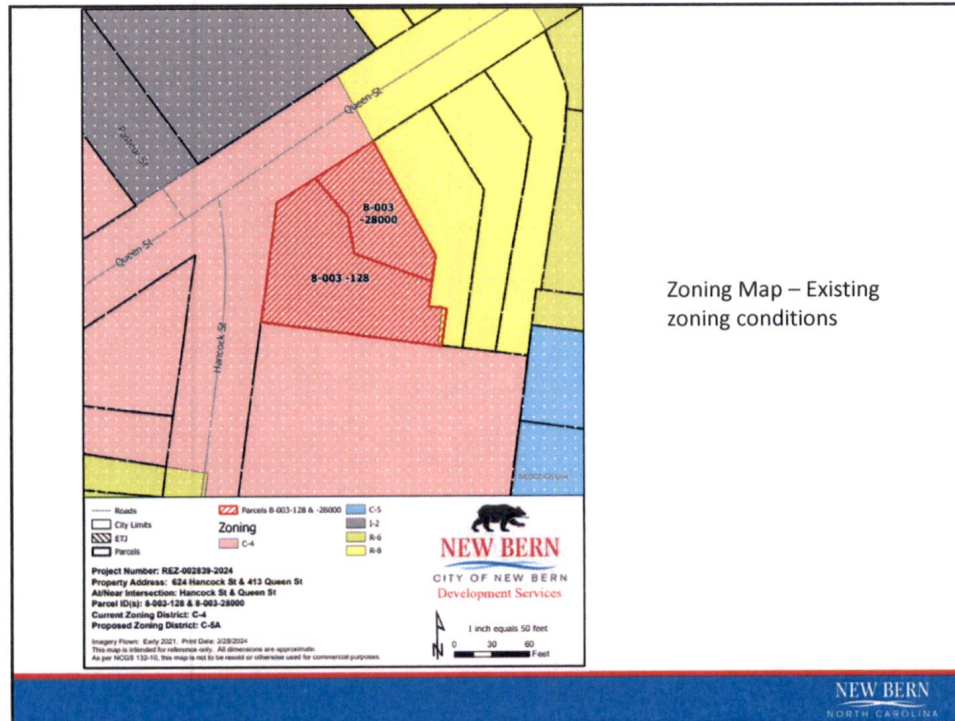 Queen St
Pasteur St
8-003
-28000
Queen St
8-003 -128
Hancock St
Zoning Map – Existing
zoning conditions
Roads
City Limits
ETJ
Parcels
Parcels 8-003-128 & -28000
Zoning
C-4
C-5
I-2
R-6
R-8
NEW BERN
CITY OF NEW BERN
Development Services
Project Number: REZ-002839-2024
Property Address: 624 Hancock St & 413 Queen St
At/Near Intersection: Hancock St & Queen St
Parcel ID(s): 8-003-128 & 8-003-28000
Current Zoning District: C-4
Proposed Zoning District: C-5A
Imagery Flown: Early 2021. Print Date: 3/28/2024
This map is intended for reference only. All dimensions are approximate.
As per NCGS 132-10, this map is not to be resold or otherwise used for commercial purposes.
N
1 inch equals 50 feet
0 30 60
Feet
NEW BERN
NORTH CAROLINA